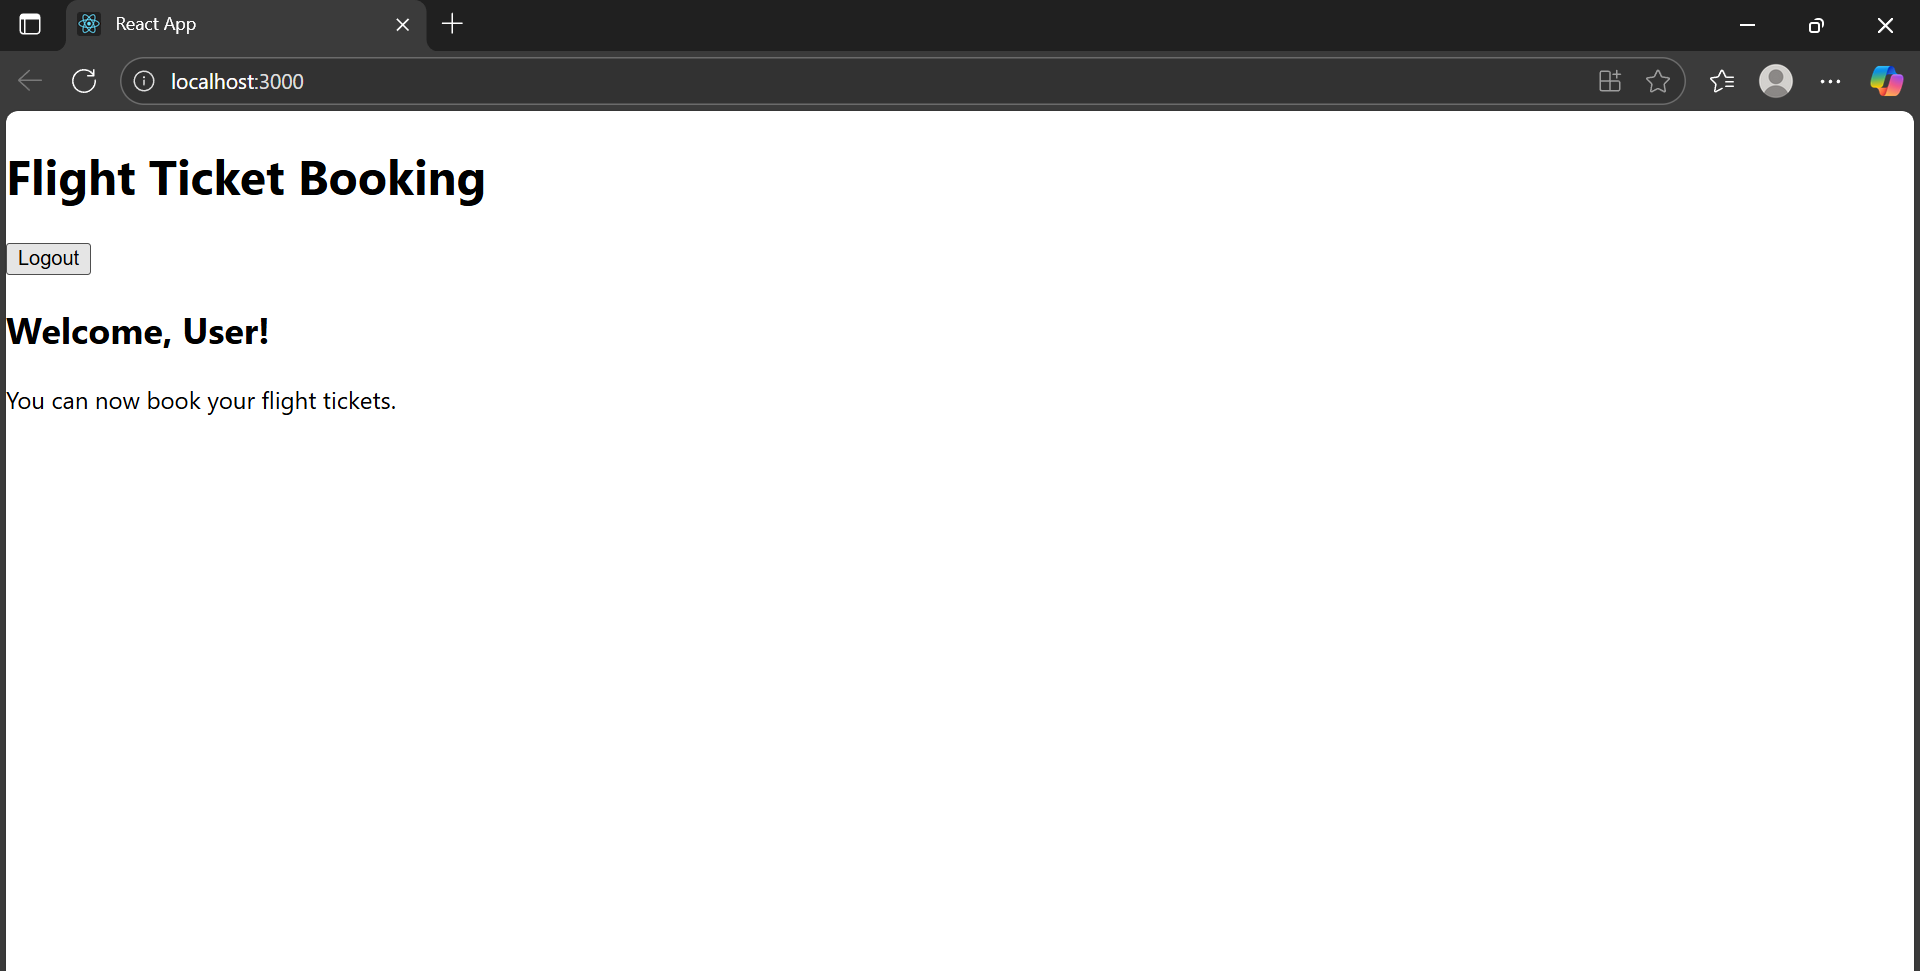 React App
localhost:3000
Flight Ticket Booking
Logout
Welcome, User!
You can now book your flight tickets.